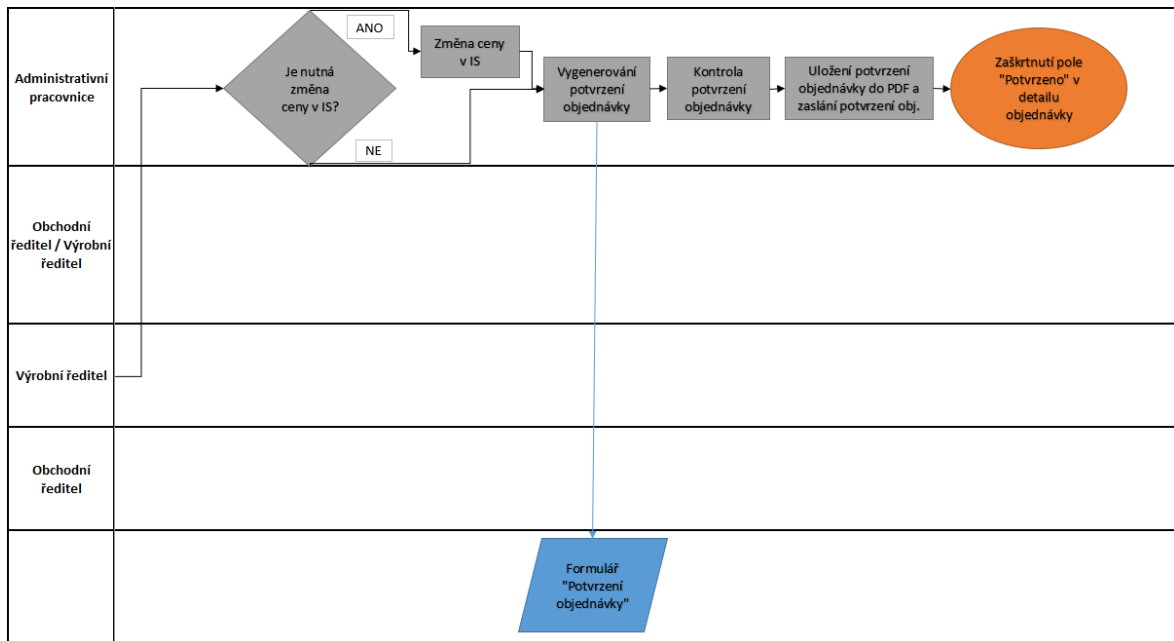 Administrativní
pracovnice
Je nutná
změna
ceny v IS?
ANO
NE
Změna ceny
v IS
Vygenerování
potvrzení
objednávky
Kontrola
potvrzení
objednávky
Uložení potvrzení
objednávky do PDF a
zaslání potvrzení obj.
Zaškrtnutí pole
"Potvrzeno" v
detailu
objednávky
Obchodní
ředitel / Výrobní
ředitel
Výrobní ředitel
Obchodní
ředitel
Formulář
"Potvrzení
objednávky"